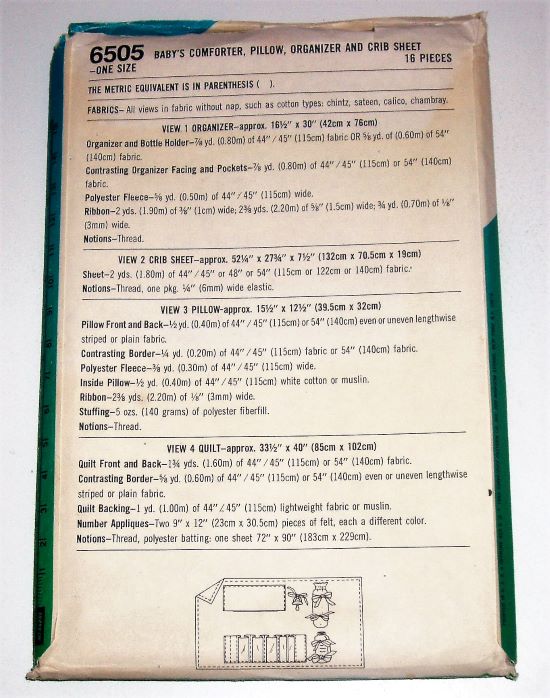 6505 BABY'S COMFORTER, PILLOW, ORGANIZER AND CRIB SHEET
-ONE SIZE 16 PIECES
THE METRIC EQUIVALENT IS IN PARENTHESIS ( ).
FABRICS- All views in fabric without nap, such as cotton types: chintz, sateen, calico, chambray.
VIEW 1 ORGANIZER-approx. 16½" x 30" (42cm x 76cm)
Organizer and Bottle Holder-⅞ yd. (0.80m) of 44"/45" (115cm) fabric OR ⅝ yd. of (0.60m) of 54"
(140cm) fabric.
Contrasting Organizer Facing and Pockets-⅞ yd. (0.80m) of 44"/45" (115cm) or 54" (140cm)
fabric.
Polyester Fleece-⅝ yd. (0.50m) of 44"/45" (115cm) wide.
Ribbon-2 yds. (1.90m) of ⅜" (1cm) wide; 2⅜ yds. (2.20m) of ⅝" (1.5cm) wide; ¾ yd. (0.70m) of ⅛"
(3mm) wide.
Notions-Thread.
VIEW 2 CRIB SHEET-approx. 52¼" x 27¾" x 7½" (132cm x 70.5cm x 19cm)
Sheet-2 yds. (1.80m) of 44"/45" or 48" or 54" (115cm or 122cm or 140cm) fabric.
Notions-Thread, one pkg. ¼" (6mm) wide elastic.
VIEW 3 PILLOW-approx. 15½" x 12½" (39.5cm x 32cm)
Pillow Front and Back-½ yd. (0.40m) of 44"/45" (115cm) or 54" (140cm) even or uneven lengthwise
striped or plain fabric.
Contrasting Border-¼ yd. (0.20m) of 44"/45" (115cm) fabric or 54" (140cm) fabric.
Polyester Fleece-⅜ yd. (0.30m) of 44"/45" (115cm) wide.
Inside Pillow-½ yd. (0.40m) of 44"/45" (115cm) white cotton or muslin.
Ribbon-2⅜ yds. (2.20m) of ⅛" (3mm) wide.
Stuffing-5 ozs. (140 grams) of polyester fiberfill.
Notions-Thread.
VIEW 4 QUILT-approx. 33½" x 40" (85cm x 102cm)
Quilt Front and Back-1¾ yds. (1.60m) of 44"/45" (115cm) or 54" (140cm) fabric.
Contrasting Border-⅝ yd. (0.60m) of 44"/45" (115cm) or 54" (140cm) even or uneven lengthwise
striped or plain fabric.
Quilt Backing-1 yd. (1.00m) of 44"/45" (115cm) lightweight fabric or muslin.
Number Appliques-Two 9" x 12" (23cm x 30.5cm) pieces of felt, each a different color.
Notions-Thread, polyester batting: one sheet 72" x 90" (183cm x 229cm).